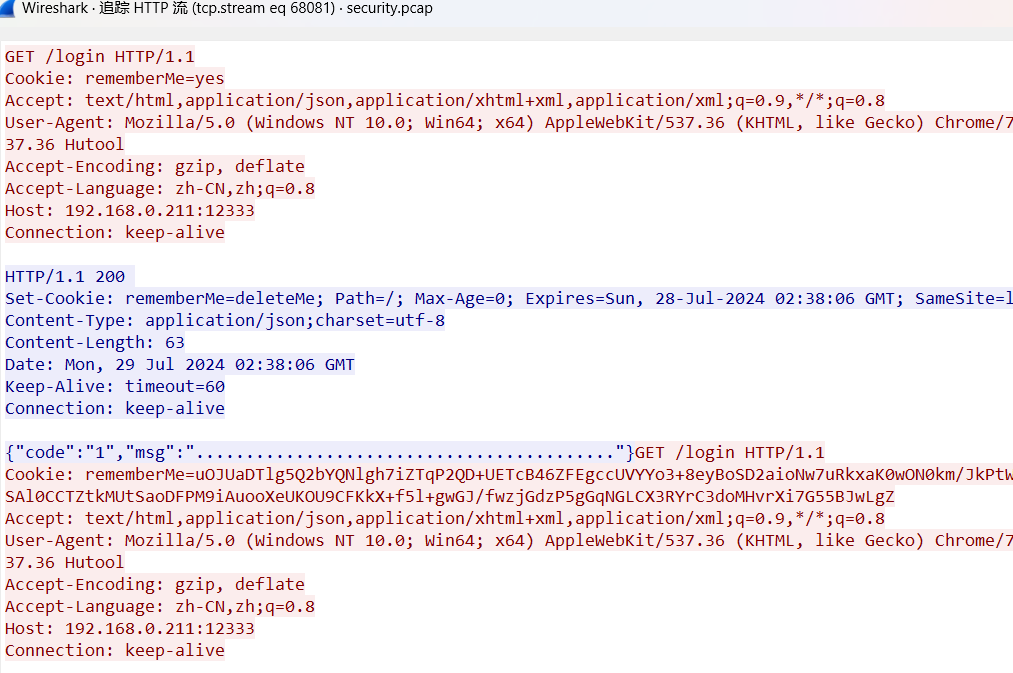 Wireshark · 追踪 HTTP 流 (tcp.stream eq 68081) · security.pcap
GET /login HTTP/1.1
Cookie: rememberMe=yes
Accept: text/html,application/json,application/xhtml+xml,application/xml;q=0.9,*/*;q=0.8
User-Agent: Mozilla/5.0 (Windows NT 10.0; Win64; x64) AppleWebKit/537.36 (KHTML, like Gecko) Chrome/7
37.36 Hutool
Accept-Encoding: gzip, deflate
Accept-Language: zh-CN,zh;q=0.8
Host: 192.168.0.211:12333
Connection: keep-alive
HTTP/1.1 200
Set-Cookie: rememberMe=deleteMe; Path=/; Max-Age=0; Expires=Sun, 28-Jul-2024 02:38:06 GMT; SameSite=l
Content-Type: application/json;charset=utf-8
Content-Length: 63
Date: Mon, 29 Jul 2024 02:38:06 GMT
Keep-Alive: timeout=60
Connection: keep-alive
{"code":"1","msg":".........................................."}GET /login HTTP/1.1
Cookie: rememberMe=uOJUaDTlg5Q2bYQNlgh7iZTqP2QD+UETcB46ZFEgccUVYYo3+8eyBoSD2aioNw7uRkxaK0wON0km/JkPtW
SAl0CCTZtkMUtSaoDFPM9iAuooXeUKOU9CFKkX+f5l+gwGJ/fwzjGdzP5gGqNGLCX3RYrC3doMHvrXi7G55BJwLgZ
Accept: text/html,application/json,application/xhtml+xml,application/xml;q=0.9,*/*;q=0.8
User-Agent: Mozilla/5.0 (Windows NT 10.0; Win64; x64) AppleWebKit/537.36 (KHTML, like Gecko) Chrome/7
37.36 Hutool
Accept-Encoding: gzip, deflate
Accept-Language: zh-CN,zh;q=0.8
Host: 192.168.0.211:12333
Connection: keep-alive